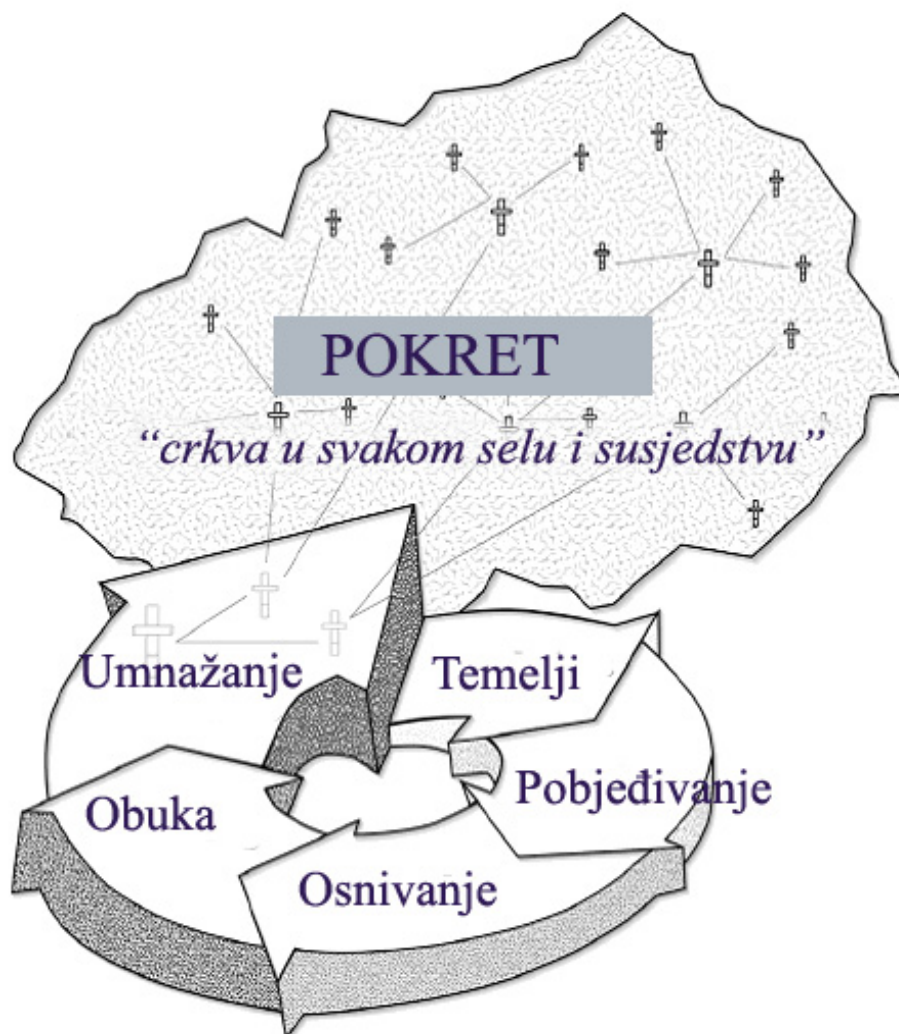 POKRET
“crkva u svakom selu i susjedstvu”
Umnažanje
Temelji
Pobjeđivanje
Obuka
Osnivanje